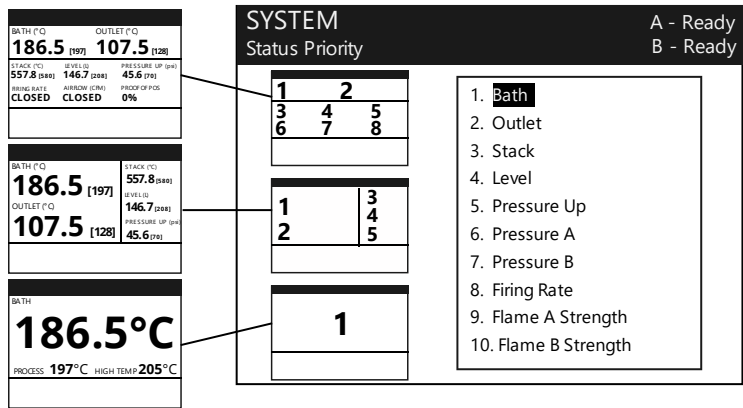 BATH (°C) OUTLET (°C)
186.5 [197] 107.5 [128]
STACK (°C) LEVEL (L) PRESSURE UP (psi)
557.8 [580] 146.7 [208] 45.6 [70]
FIRING RATE AIRFLOW (CFM) PROOF OF POS
CLOSED CLOSED 0%
BATH (°C)
186.5 [197]
OUTLET (°C)
107.5 [128]
STACK (°C)
557.8 [580]
LEVEL (L)
146.7 [208]
PRESSURE UP (psi)
45.6 [70]
BATH
186.5°C
PROCESS 197°C HIGH TEMP 205°C
SYSTEM
Status Priority
A - Ready
B - Ready
1 2
3 4 5
6 7 8
1
2
3
4
5
1
1. Bath
2. Outlet
3. Stack
4. Level
5. Pressure Up
6. Pressure A
7. Pressure B
8. Firing Rate
9. Flame A Strength
10. Flame B Strength